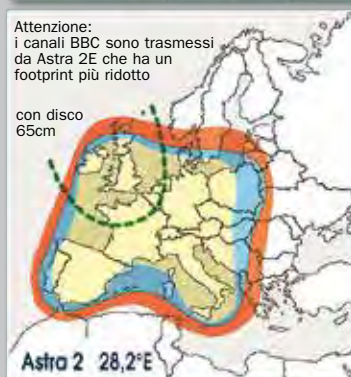 Attenzione:
i canali BBC sono trasmessi
da Astra 2E che ha un
footprint più ridotto
con disco
65cm
Astra 2 28,2°E